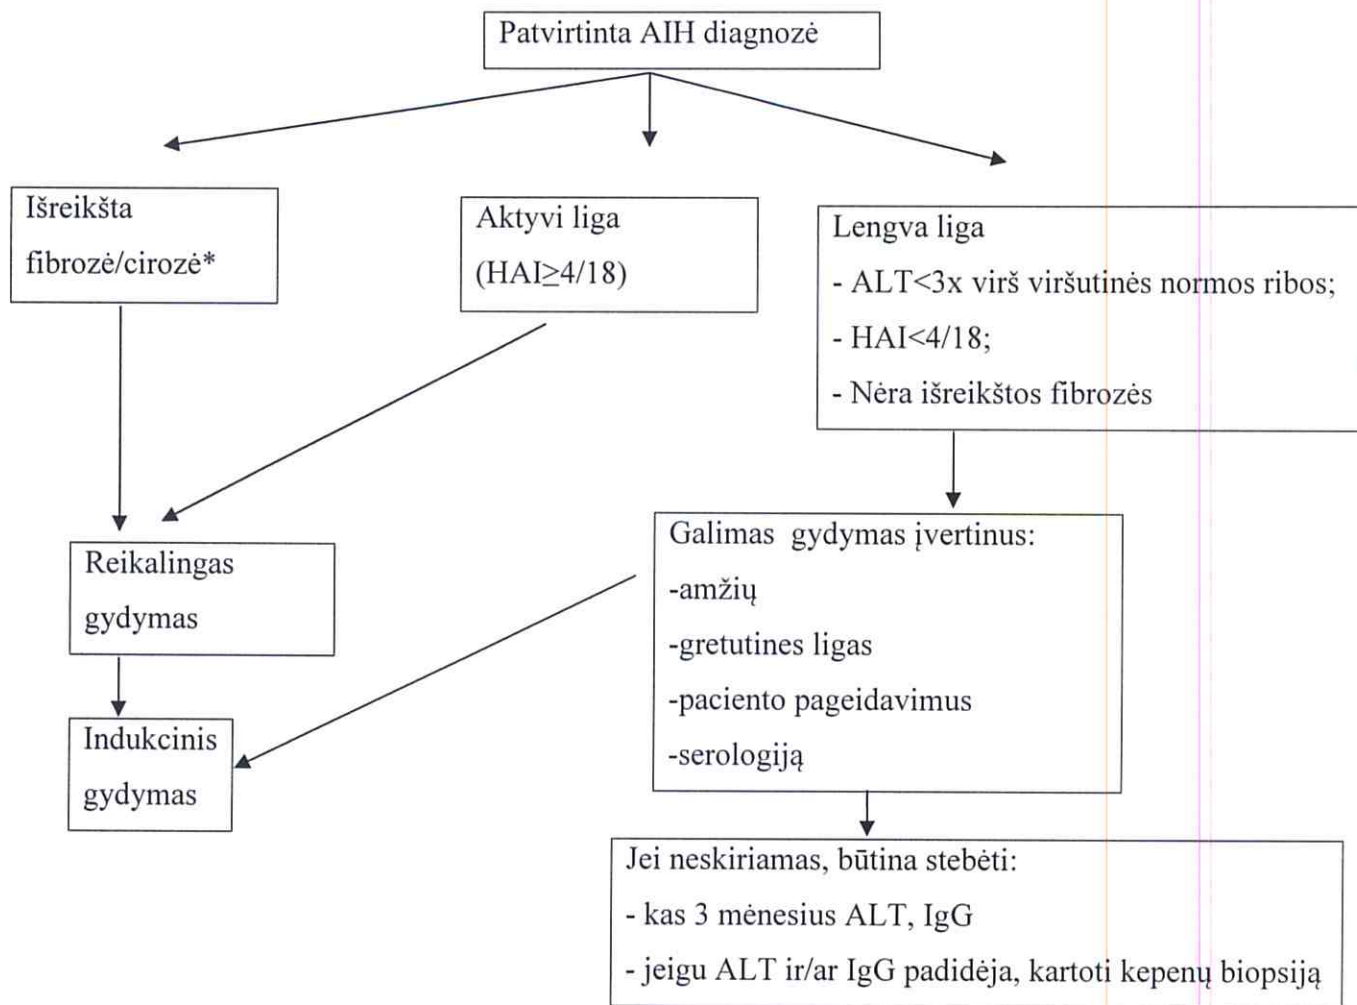 Patvirtinta AIH diagnozė
Išreikšta
fibrozė/cirozė*
Aktyvi liga
(HAI≥4/18)
Lengva liga
- ALT<3x virš viršutinės normos ribos;
- HAI<4/18;
- Nėra išreikštos fibrozės
Reikalingas
gydymas
Galimas gydymas įvertinus:
-amžių
-gretutines ligas
-paciento pageidavimus
-serologiją
Indukcinis
gydymas
Jei neskiriamas, būtina stebėti:
- kas 3 mėnesius ALT, IgG
- jeigu ALT ir/ar IgG padidėja, kartoti kepenų biopsiją